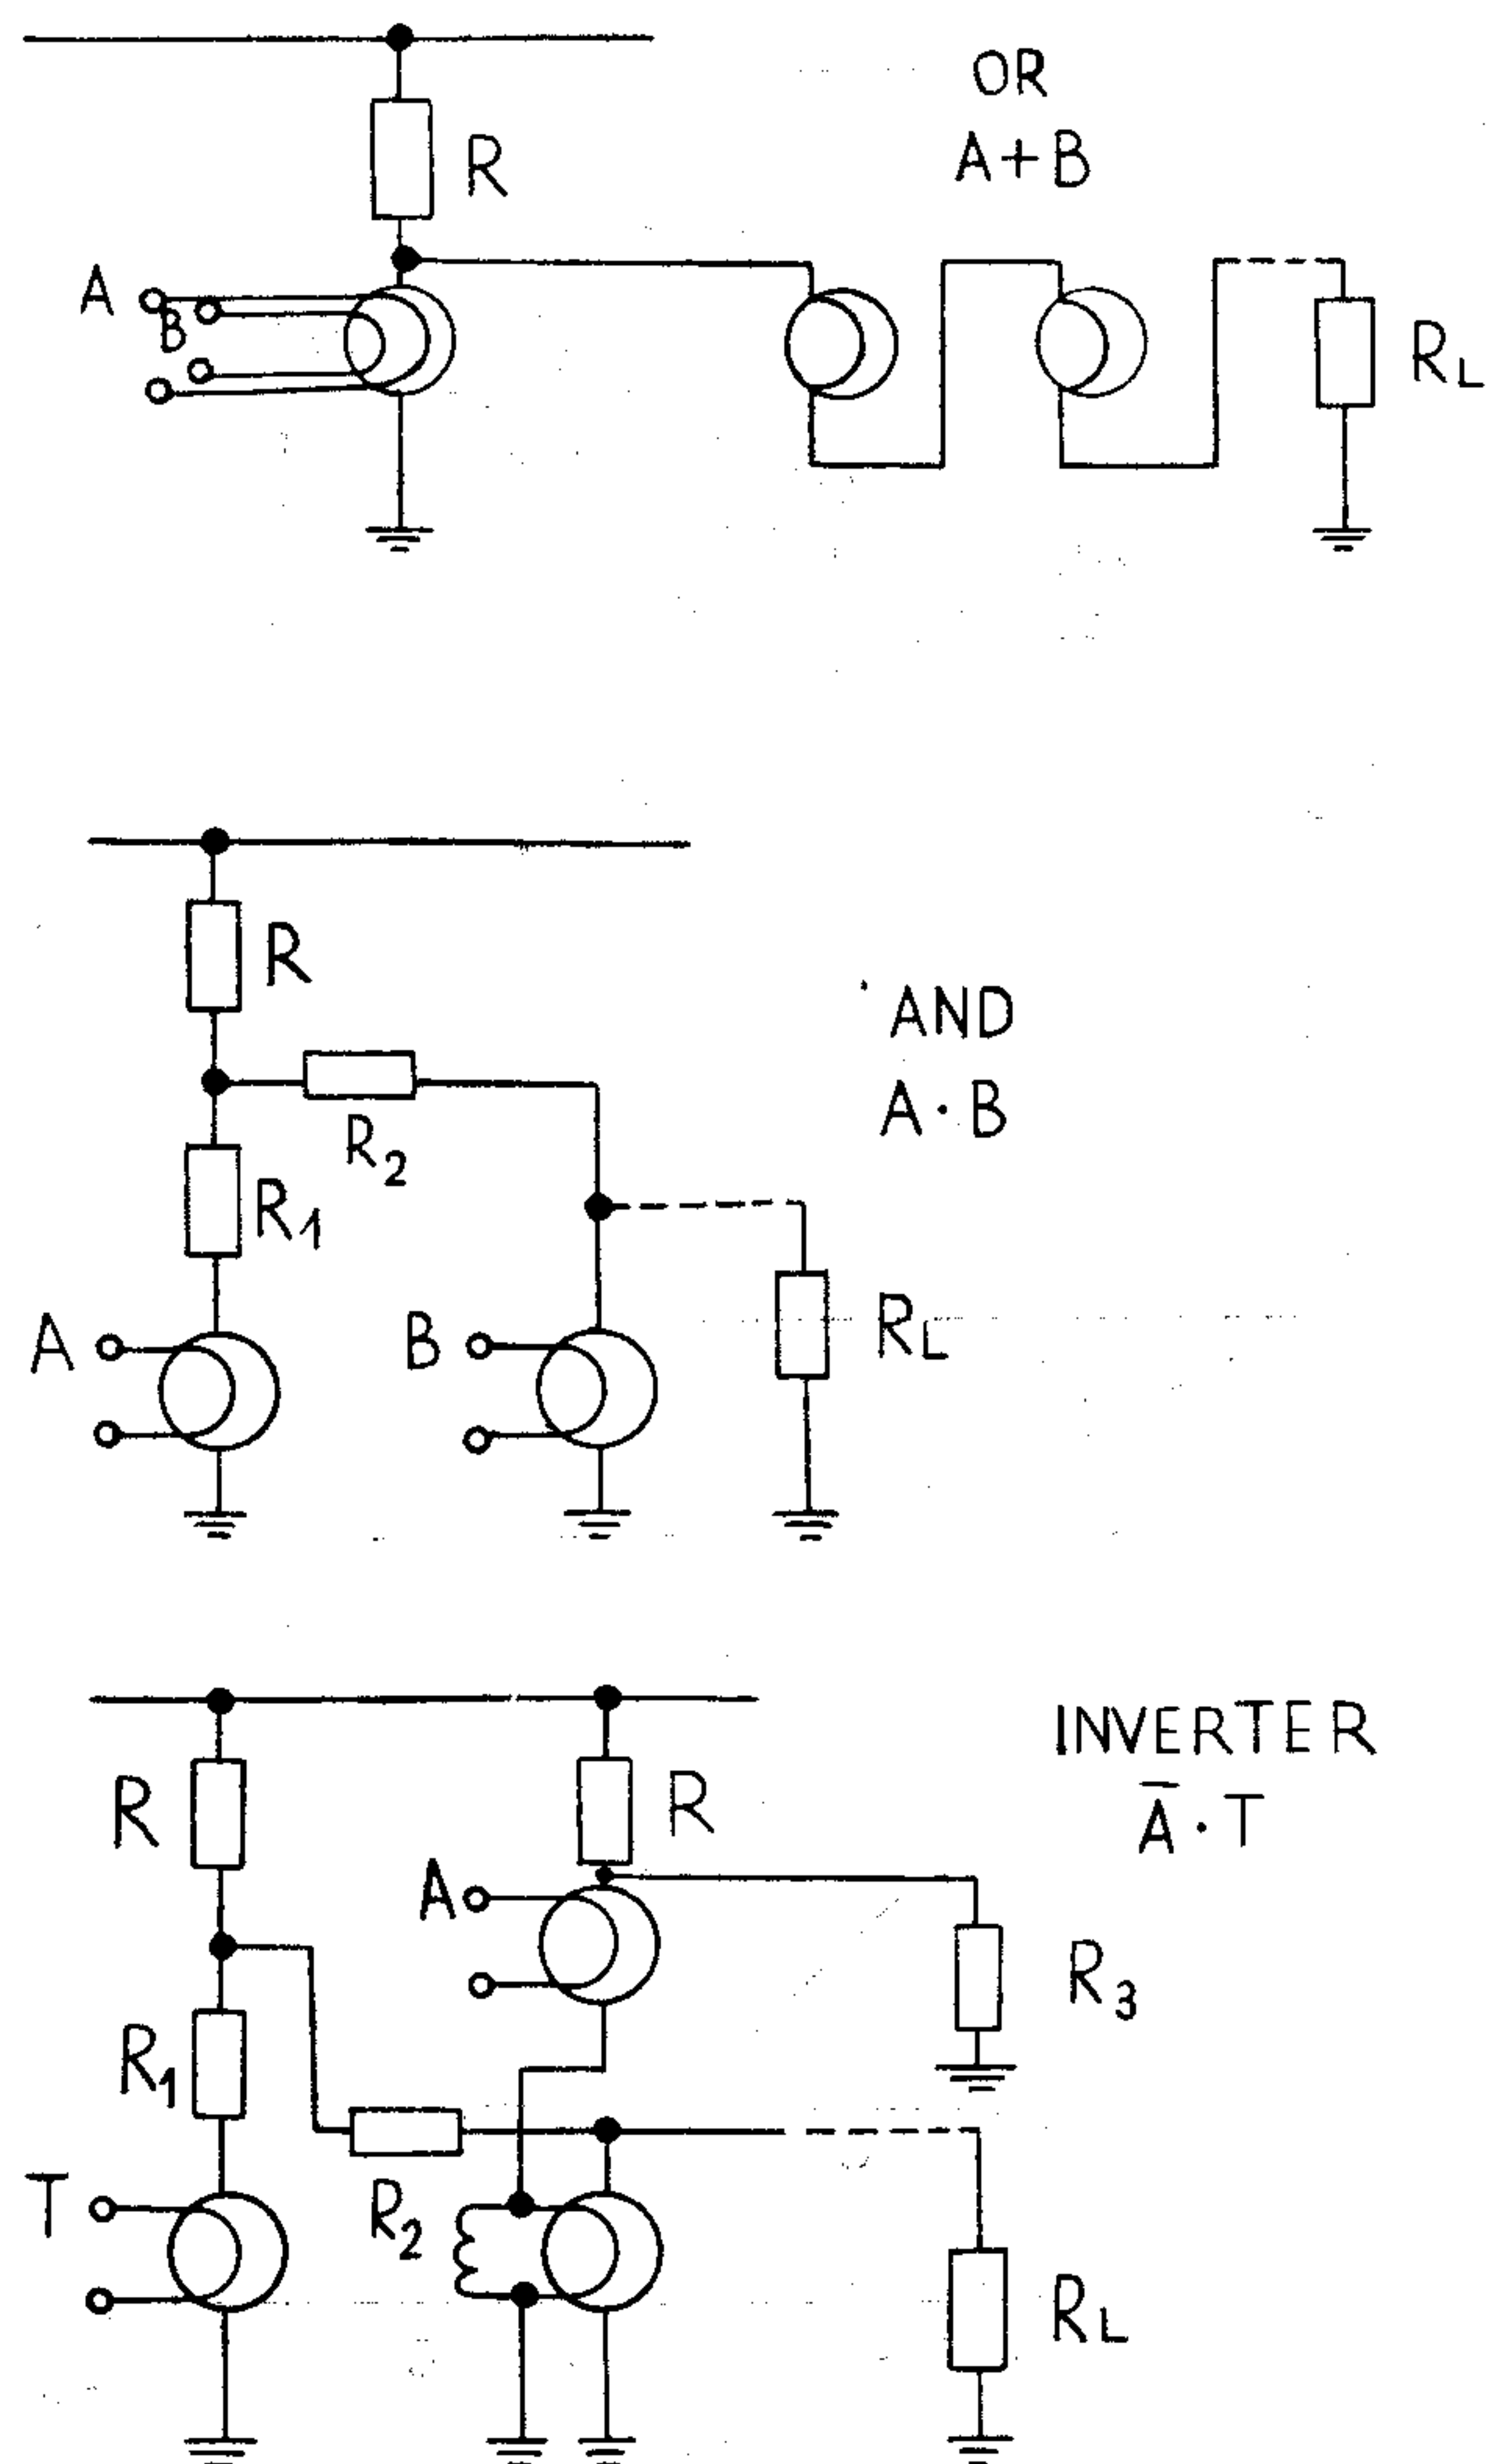 OR
A+B
R
A
B
R_L
R
AND
A·B
R_2
R_1
A
B
R_L
INVERTER
Ā·T
R
R
A
R_3
R_1
T
R_2
R_L